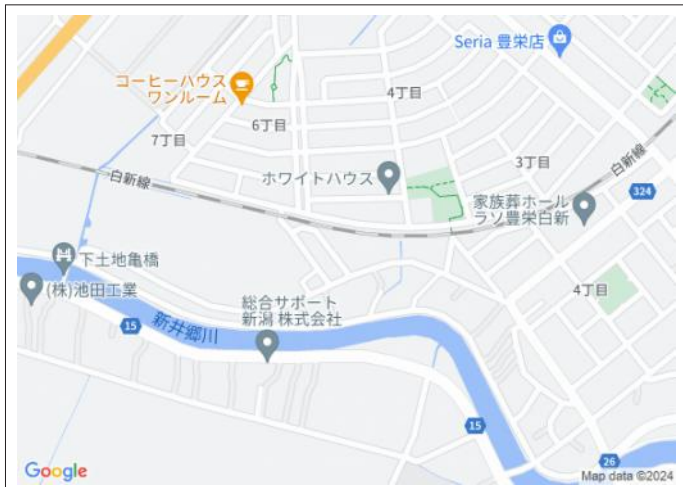 Seria 豊栄店
コーヒーハウス
ワンルーム
4丁目
6丁目
7丁目
3丁目
白新線
白新線
ホワイトハウス
324
家族葬ホール
ラソ豊栄白新
下土地亀橋
(株)池田工業
総合サポート
新潟 株式会社
4丁目
15
新井郷川
15
26
Google
Map data ©2024